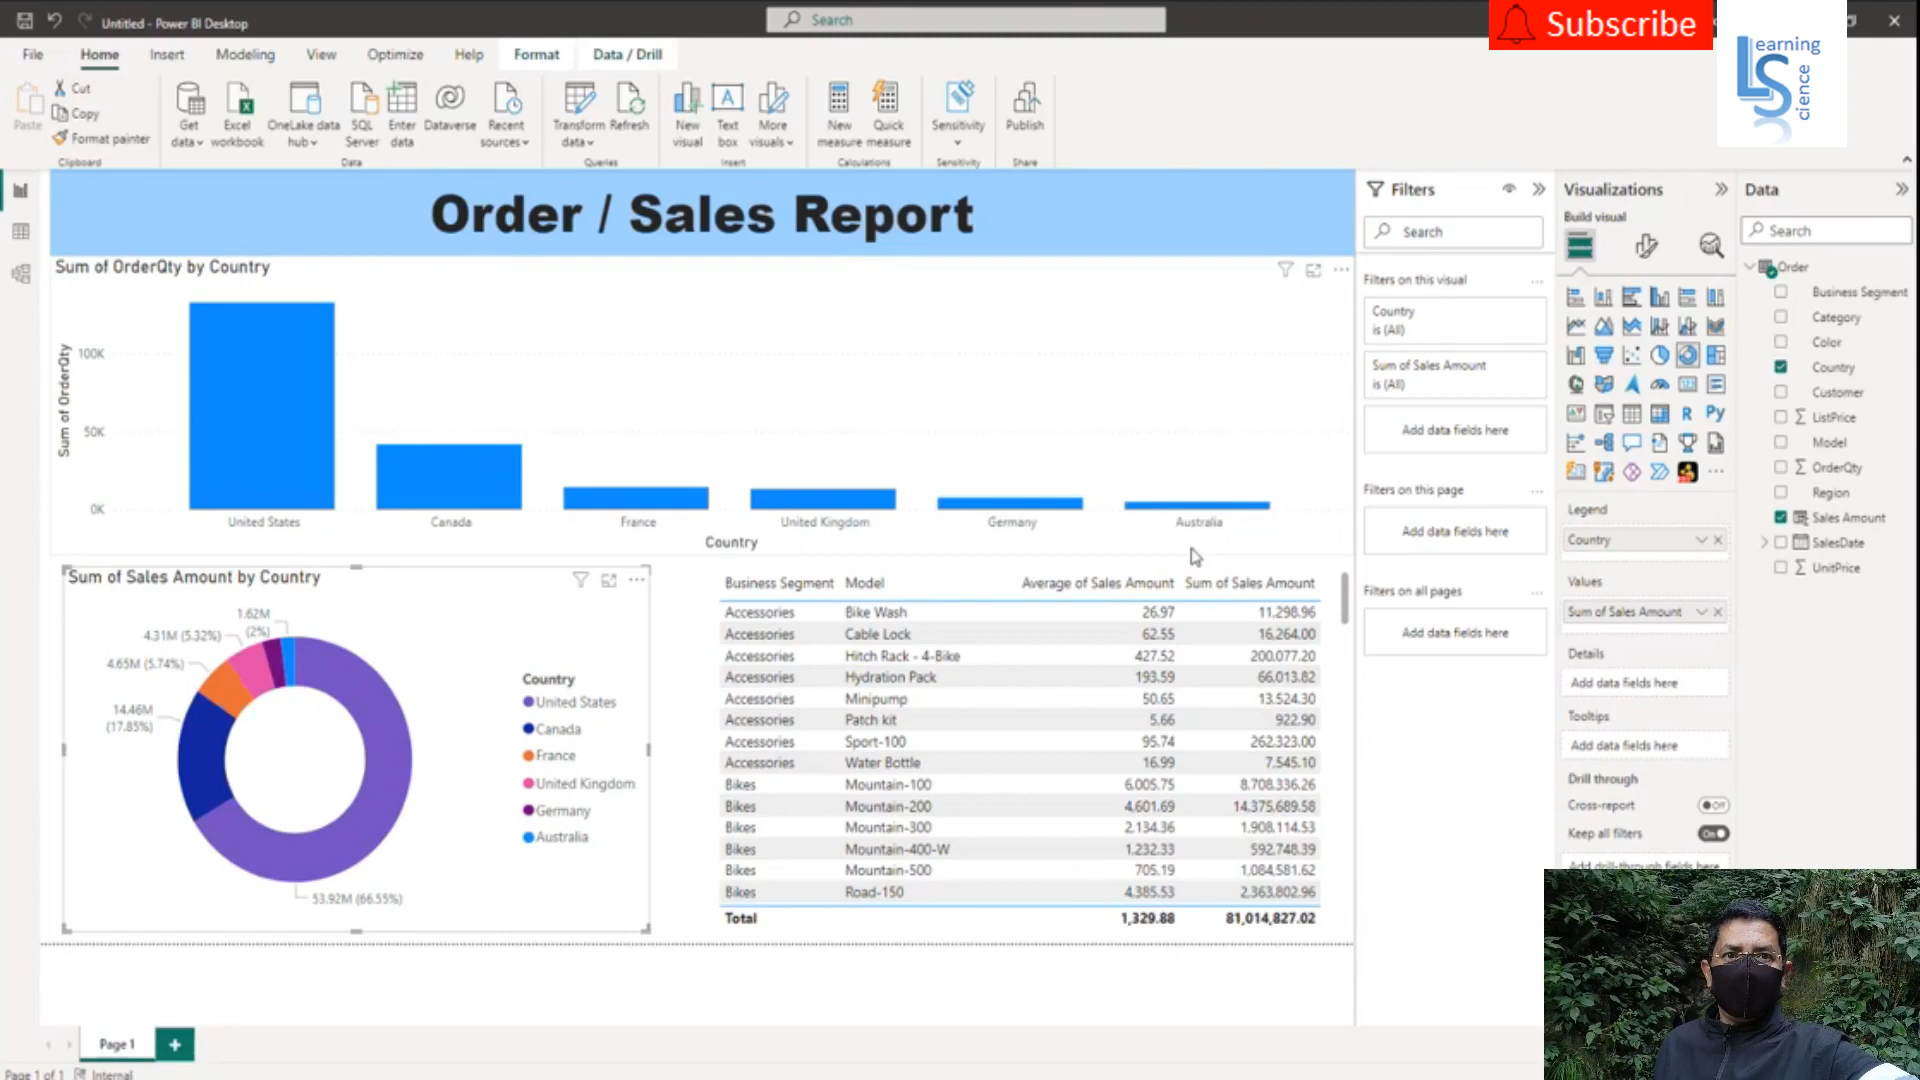 Untitled - Power BI Desktop
Search
Subscribe
Learning
Science
File Home Insert Modeling View Optimize Help Format Data / Drill
Paste
Cut
Copy
Format painter
Clipboard
Get data
Excel workbook
OneLake data hub
SQL Server
Enter data
Dataverse
Recent sources
Data
Transform data
Refresh
Queries
New visual
Text box
More visuals
Insert
New measure
Quick measure
Calculations
Sensitivity
Sensitivity
Publish
Share
Order / Sales Report
Sum of OrderQty by Country
Sum of OrderQty
100K
50K
0K
United States Canada France United Kingdom Germany Australia
Country
Sum of Sales Amount by Country
1.62M (2%)
4.31M (5.32%)
4.65M (5.74%)
14.46M (17.85%)
53.92M (66.55%)
Country
United States
Canada
France
United Kingdom
Germany
Australia
Business Segment Model Average of Sales Amount Sum of Sales Amount
Accessories Bike Wash 26.97 11,298.96
Accessories Cable Lock 62.55 16,264.00
Accessories Hitch Rack - 4-Bike 427.52 200,077.20
Accessories Hydration Pack 193.59 66,013.82
Accessories Minipump 50.65 13,524.30
Accessories Patch kit 5.66 922.90
Accessories Sport-100 95.74 262,323.00
Accessories Water Bottle 16.99 7,545.10
Bikes Mountain-100 6,005.75 8,708,336.26
Bikes Mountain-200 4,601.69 14,375,689.58
Bikes Mountain-300 2,134.36 1,908,114.53
Bikes Mountain-400-W 1,232.33 592,748.39
Bikes Mountain-500 705.19 1,084,581.62
Bikes Road-150 4,385.53 2,363,802.96
Total 1,329.88 81,014,827.02
Filters
Search
Filters on this visual
Country
is (All)
Sum of Sales Amount
is (All)
Add data fields here
Filters on this page
Add data fields here
Filters on all pages
Add data fields here
Visualizations
Build visual
R Py
Legend
Country
Values
Sum of Sales Amount
Details
Add data fields here
Tooltips
Add data fields here
Drill through
Cross-report Off
Keep all filters On
Add drill-through fields here
Data
Search
Order
Business Segment
Category
Color
Country
Customer
ListPrice
Model
OrderQty
Region
Sales Amount
SalesDate
UnitPrice
Page 1
Page 1 of 1 Internal